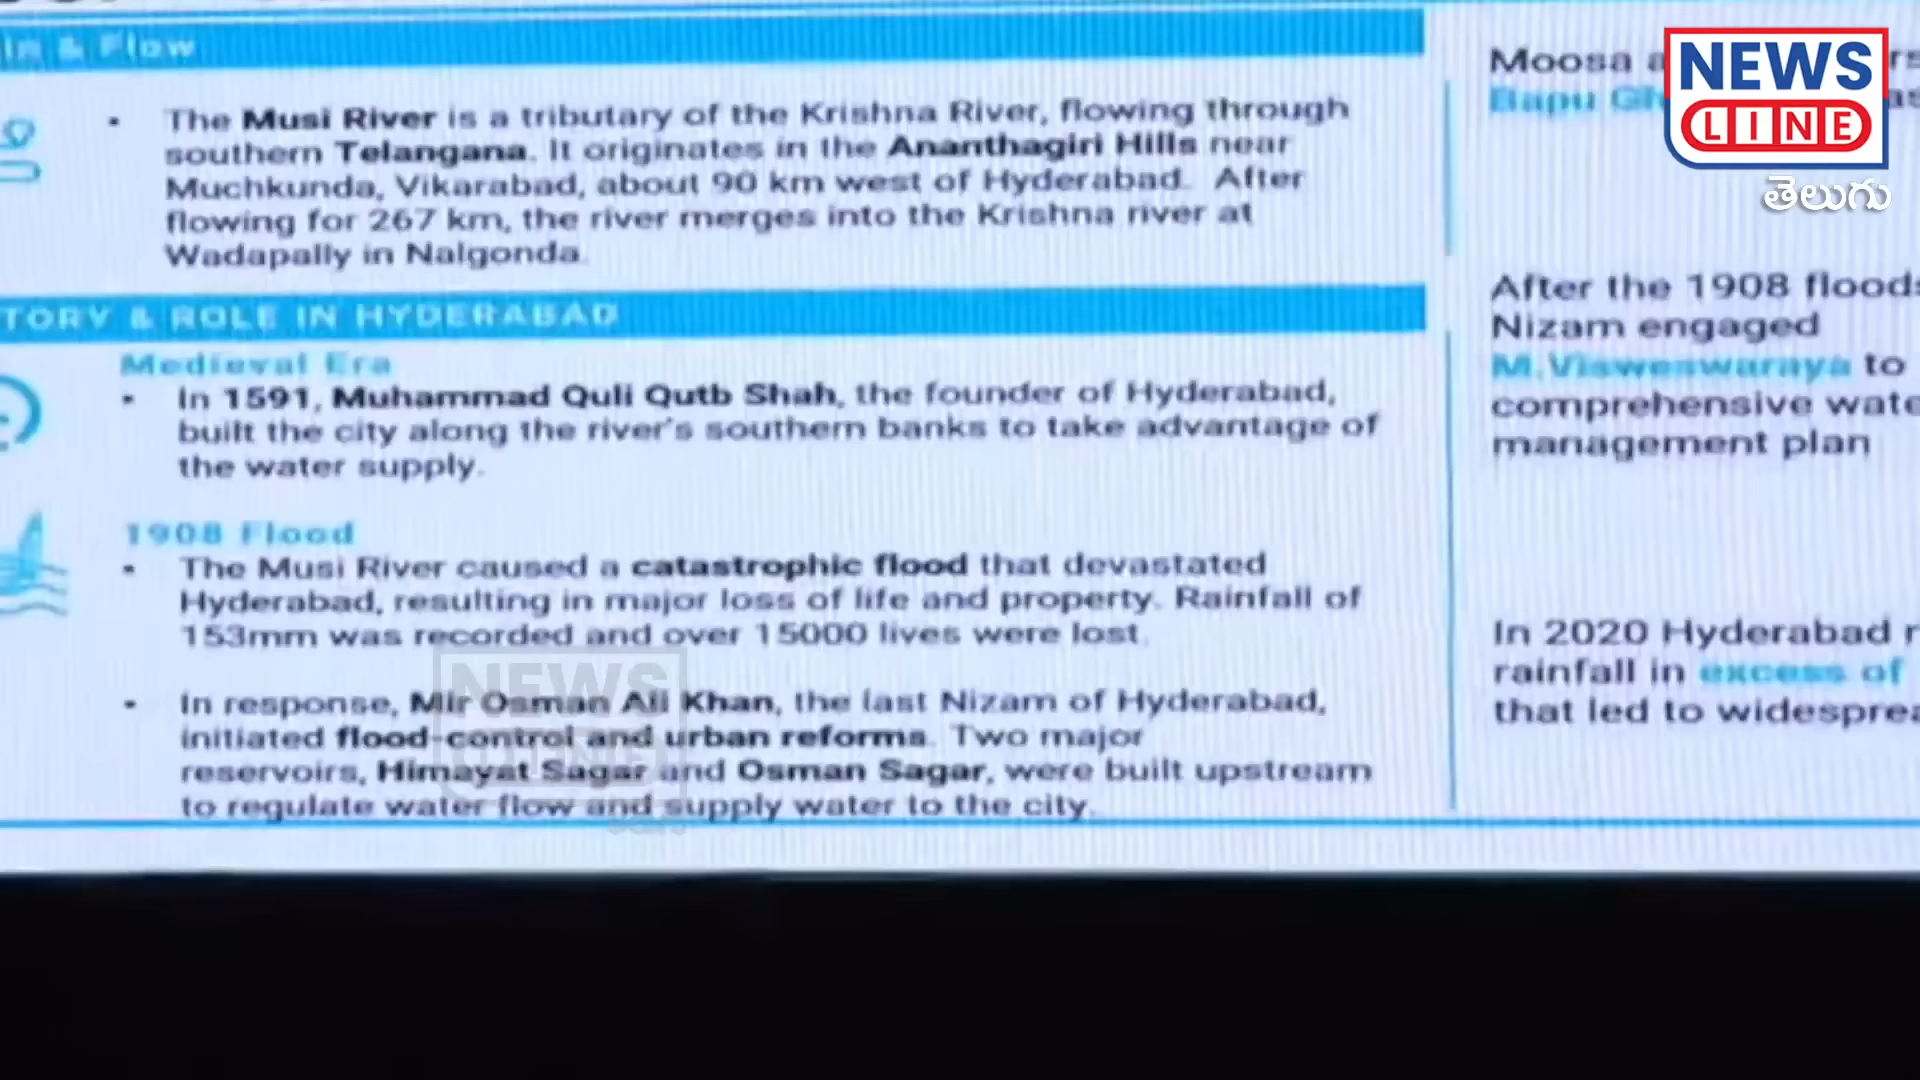 in & Flow
The Musi River is a tributary of the Krishna River, flowing through
southern Telangana. It originates in the Ananthagiri Hills near
Muchkunda, Vikarabad, about 90 km west of Hyderabad. After
flowing for 267 km, the river merges into the Krishna river at
Wadapally in Nalgonda.
TORY & ROLE IN HYDERABAD
Medieval Era
In 1591, Muhammad Quli Qutb Shah, the founder of Hyderabad,
built the city along the river's southern banks to take advantage of
the water supply.
1908 Flood
The Musi River caused a catastrophic flood that devastated
Hyderabad, resulting in major loss of life and property. Rainfall of
153mm was recorded and over 15000 lives were lost.
In response, Mir Osman Ali Khan, the last Nizam of Hyderabad,
initiated flood-control and urban reforms. Two major
reservoirs, Himayat Sagar and Osman Sagar, were built upstream
to regulate water flow and supply water to the city.
Moosa
Bapu
After the 1908 floods
Nizam engaged
M.Visweswaraya to
comprehensive wate
management plan
In 2020 Hyderabad r
rainfall in excess of
that led to widesprea
NEWS
LINE
తెలుగు
NEWS
LINE